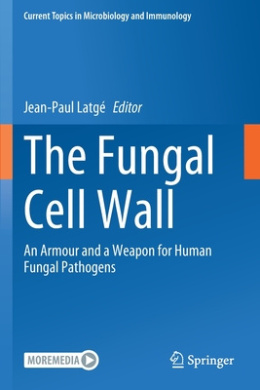 Current Topics in Microbiology and Immunology
Jean-Paul Latgé Editor
The Fungal
Cell Wall
An Armour and a Weapon for Human
Fungal Pathogens
MOREMEDIA
Springer